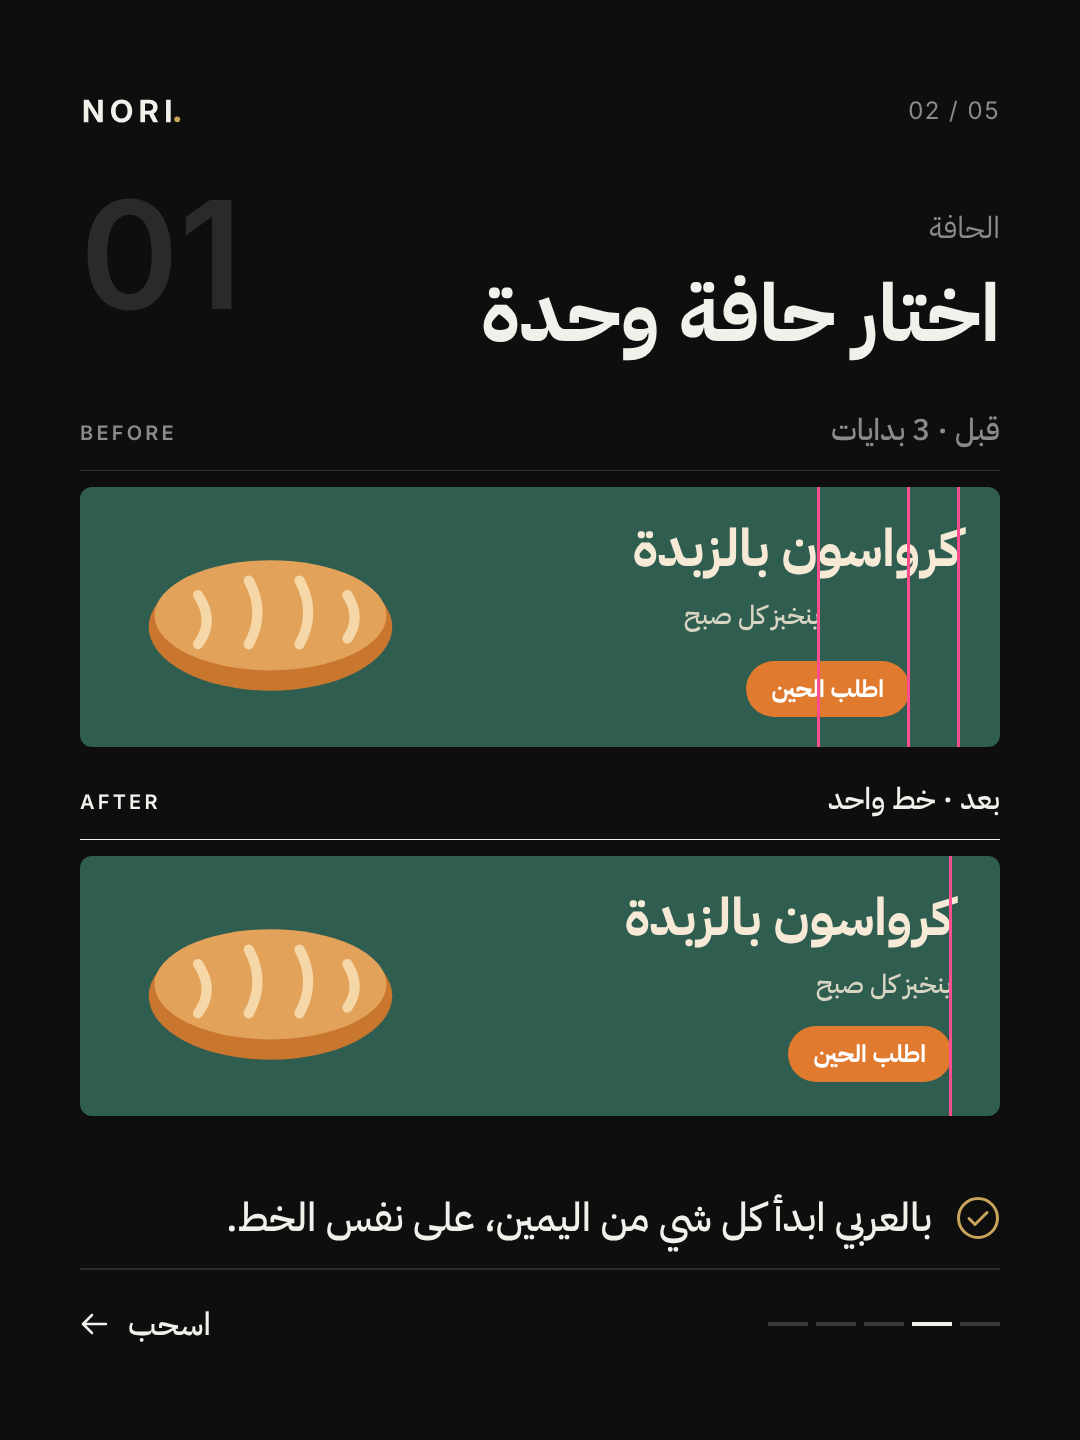 NORI.
02 / 05
01
الحافة
اختار حافة وحدة
قبل · 3 بدايات
BEFORE
كرواسون بالزبدة
ينخبز كل صبح
اطلب الحين
بعد · خط واحد
AFTER
كرواسون بالزبدة
ينخبز كل صبح
اطلب الحين
بالعربي ابدأ كل شي من اليمين، على نفس الخط.
اسحب ←